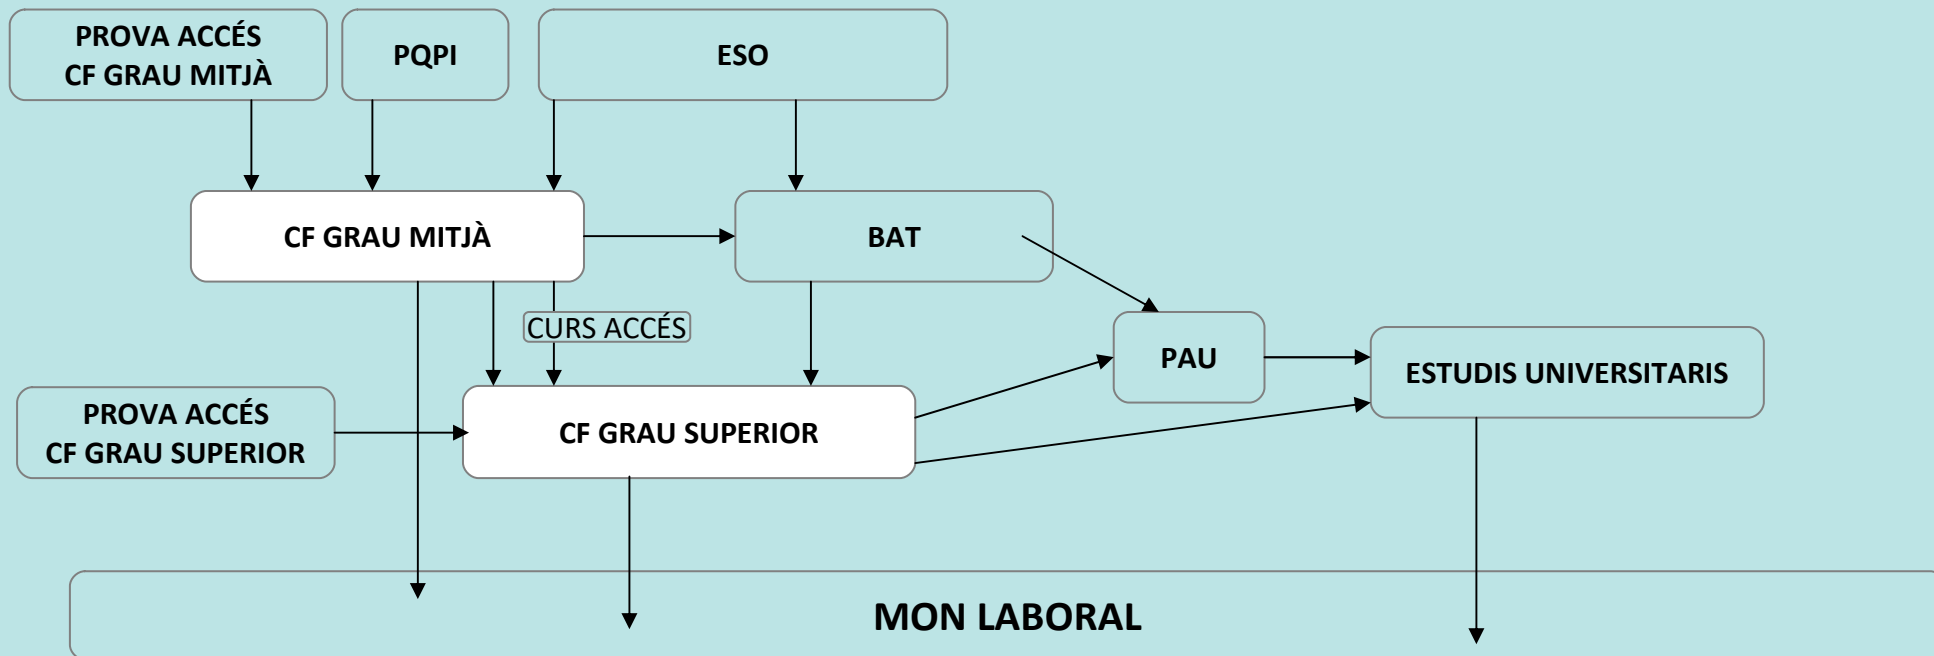 PROVA ACCÉS
CF GRAU MITJÀ
PQPI
ESO
CF GRAU MITJÀ
BAT
CURS ACCÉS
PAU
ESTUDIS UNIVERSITARIS
PROVA ACCÉS
CF GRAU SUPERIOR
CF GRAU SUPERIOR
MON LABORAL